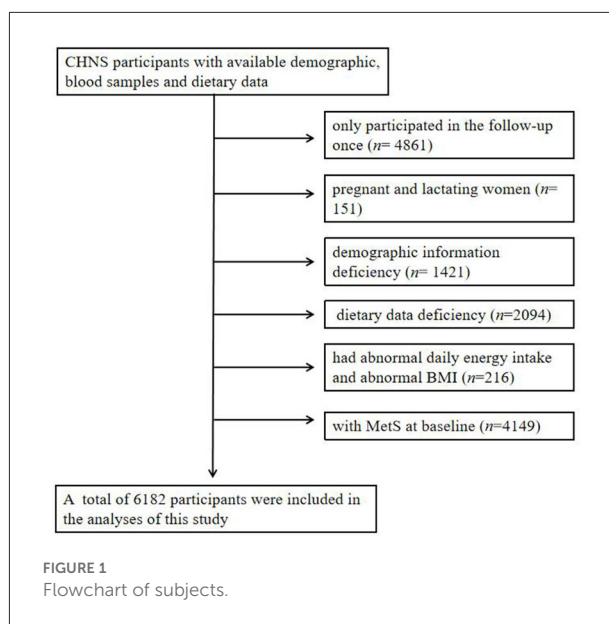 CHNS participants with available demographic,
blood samples and dietary data
only participated in the follow-up
once (n= 4861)
pregnant and lactating women (n=
151)
demographic information
deficiency (n= 1421)
dietary data deficiency (n=2094)
had abnormal daily energy intake
and abnormal BMI (n=216)
with MetS at baseline (n=4149)
A total of 6182 participants were included in
the analyses of this study
FIGURE 1
Flowchart of subjects.